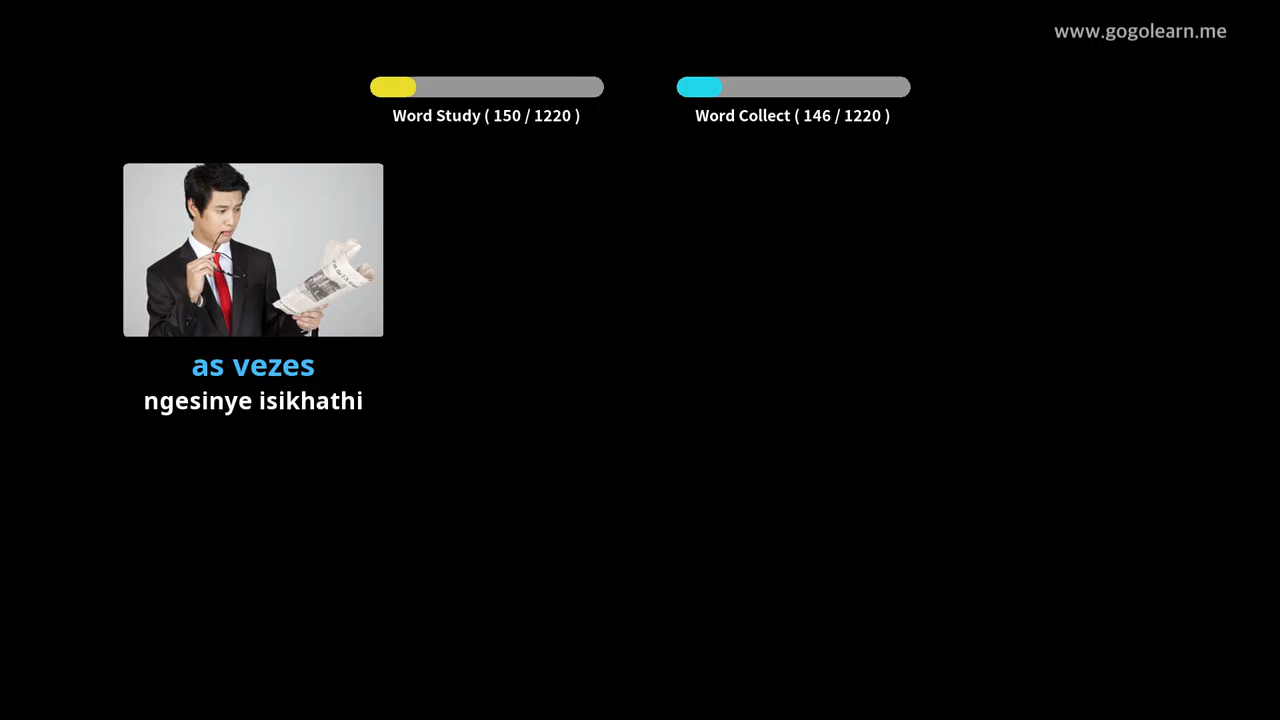 www.gogolearn.me
Word Study ( 150 / 1220 )
Word Collect ( 146 / 1220 )
as vezes
ngesinye isikhathi